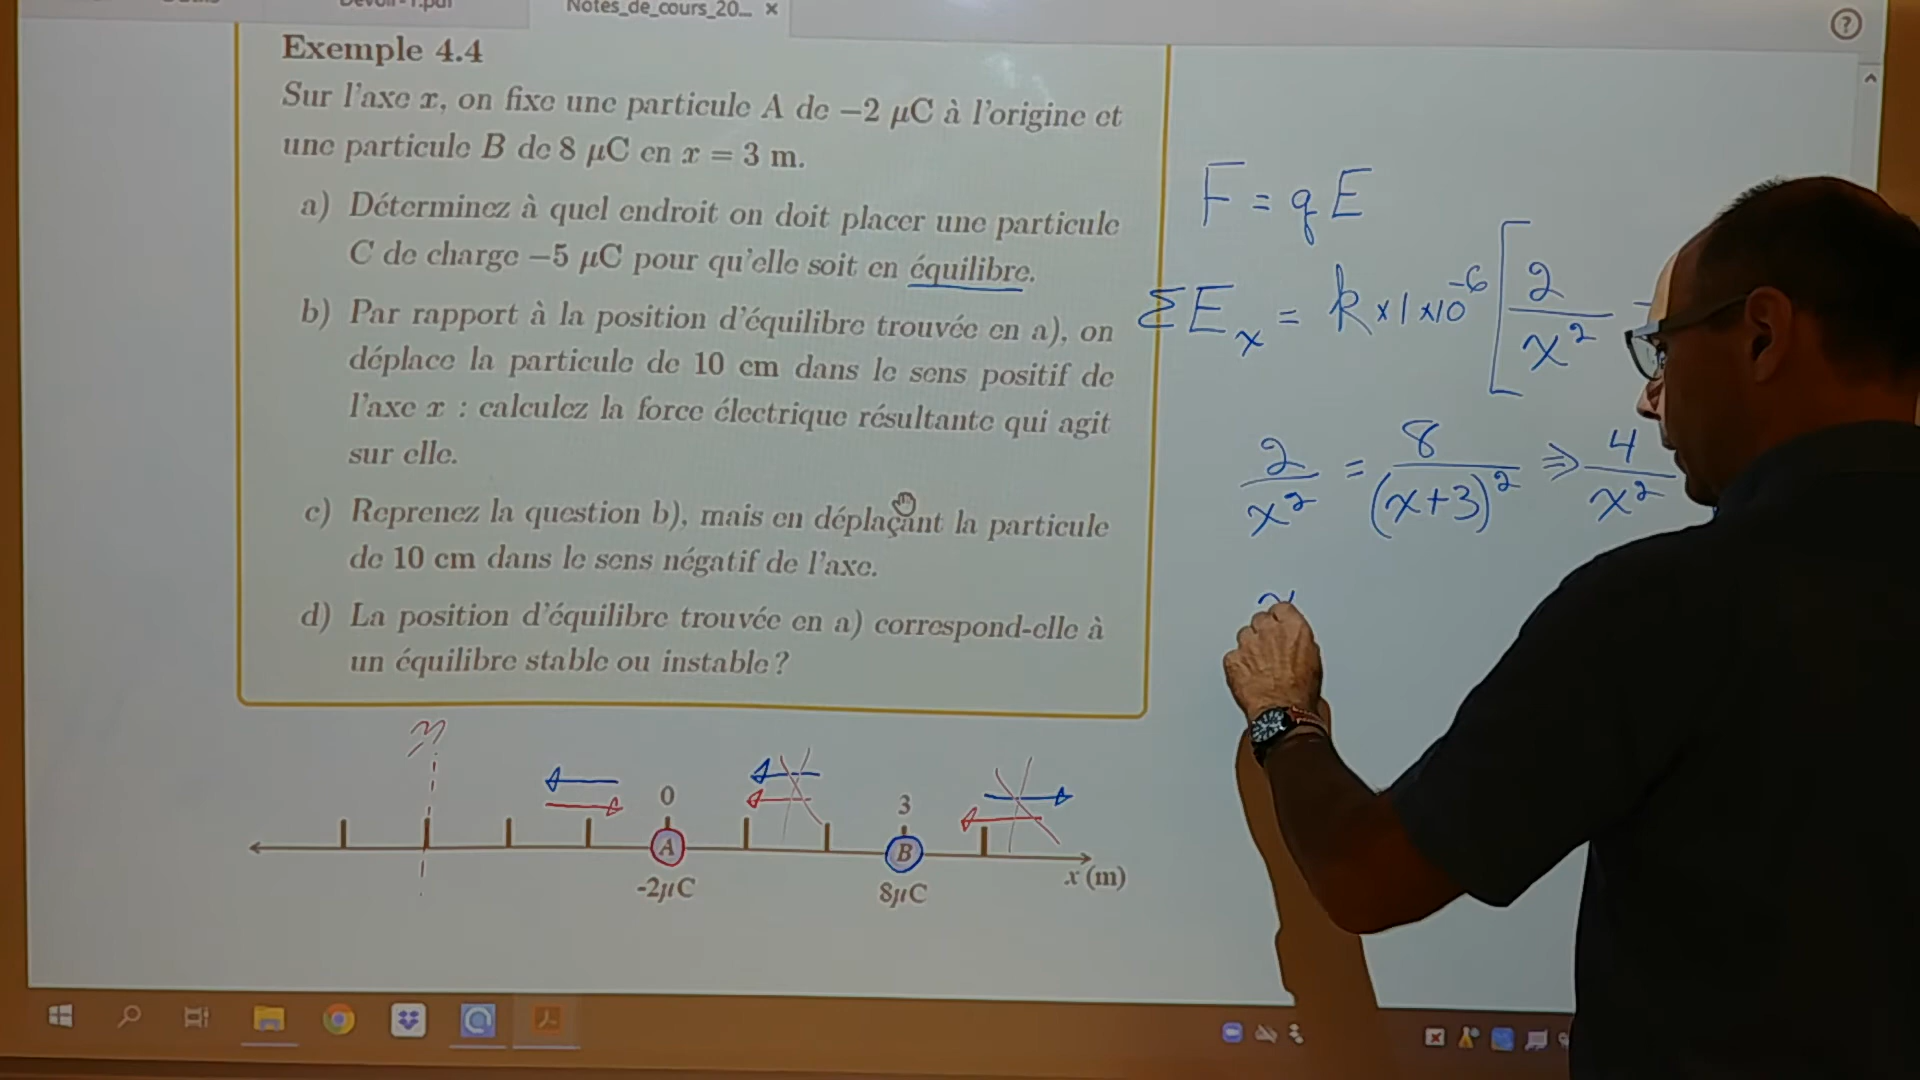 Notes_de_cours_20... ×
Exemple 4.4
Sur l'axe x, on fixe une particule A de −2 μC à l'origine et
une particule B de 8 μC en x = 3 m.
a) Déterminez à quel endroit on doit placer une particule
C de charge −5 μC pour qu'elle soit en équilibre.
b) Par rapport à la position d'équilibre trouvée en a), on
déplace la particule de 10 cm dans le sens positif de
l'axe x : calculez la force électrique résultante qui agit
sur elle.
c) Reprenez la question b), mais en déplaçant la particule
de 10 cm dans le sens négatif de l'axe.
d) La position d'équilibre trouvée en a) correspond-elle à
un équilibre stable ou instable ?
0
3
A
B
-2μC
8μC
x (m)
F = qE
ΣE_x = k × 1 × 10^-6 [ 2/x^2 −
2/x^2 = 8/(x+3)^2 ⇒ 4/x^2